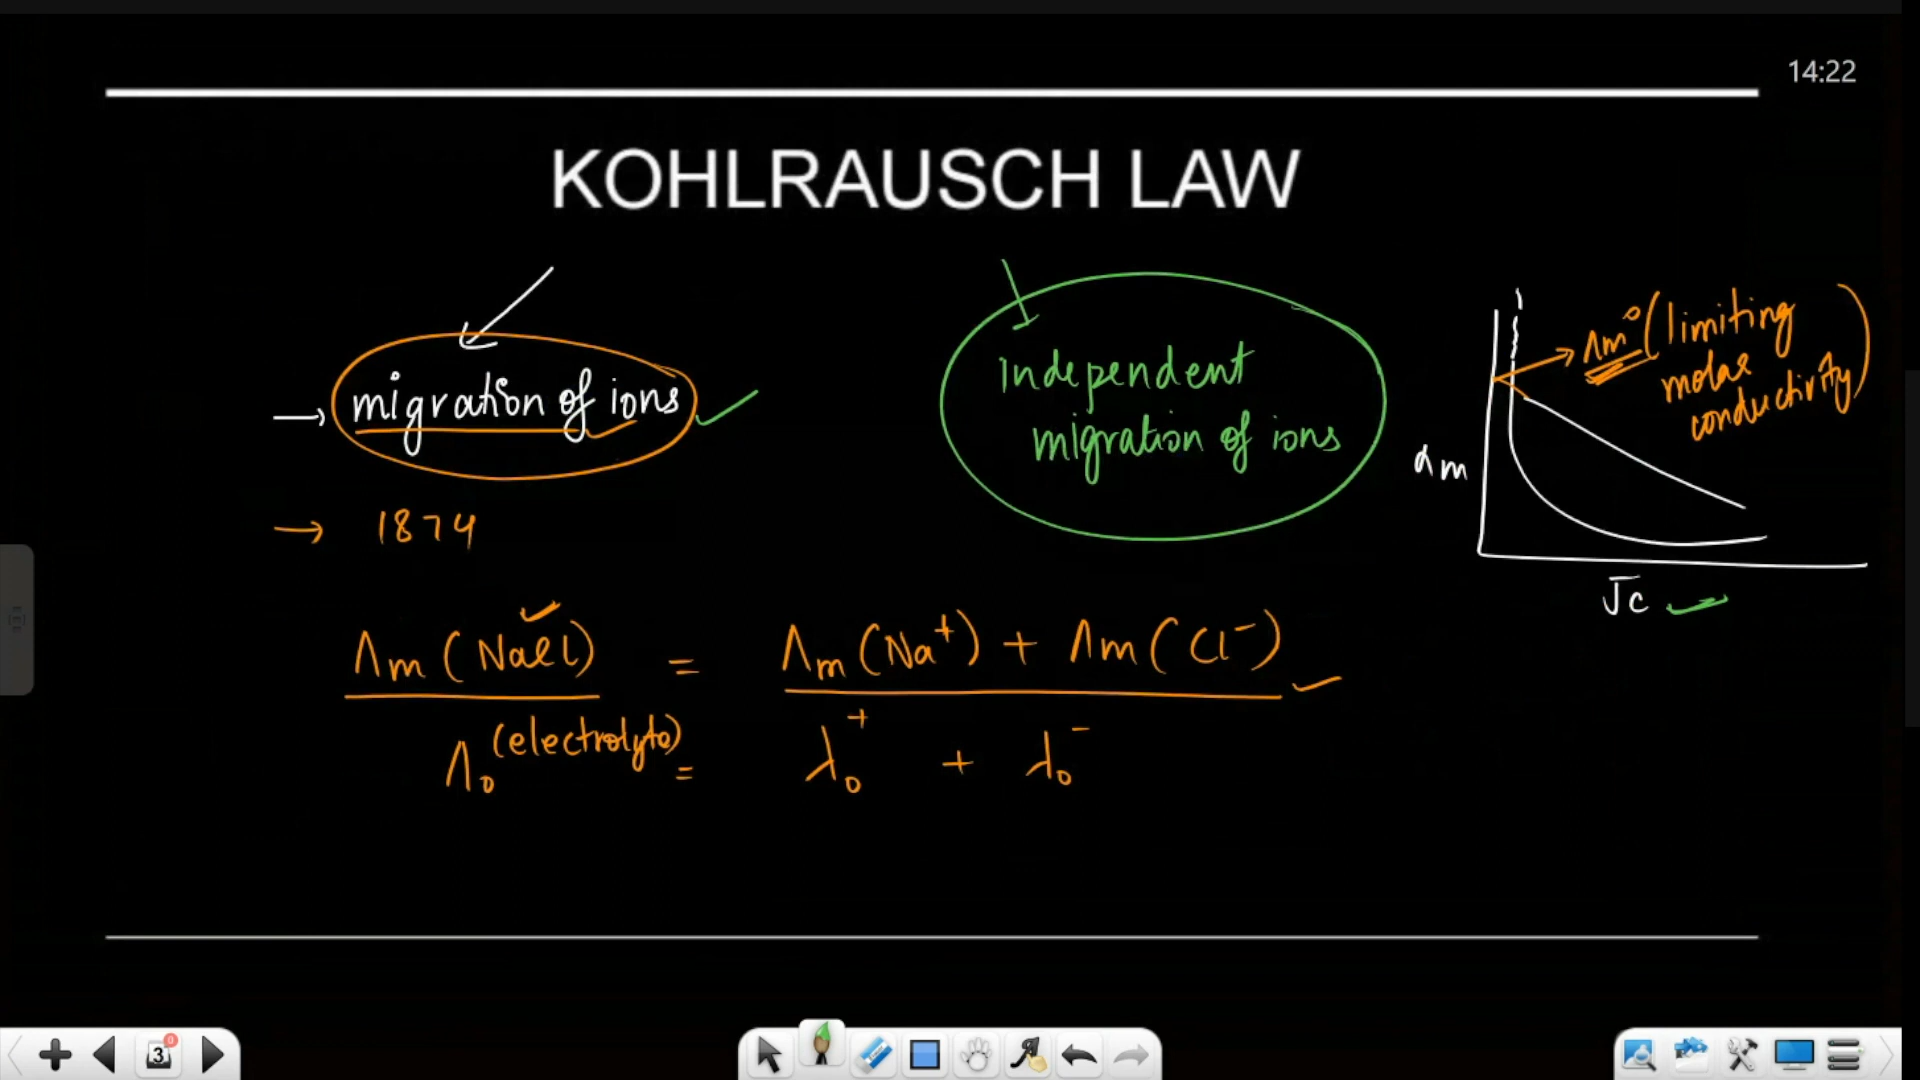 14:22
KOHLRAUSCH LAW
→ migration of ions ✓
Independent
migration of ions
Λm° (limiting
molar
conductivity)
Λm
√c ✓
→ 1874
Λm (NaCl) = Λm (Na⁺) + Λm (Cl⁻)
Λ₀ (electrolyte) = λ₀⁺ + λ₀⁻
3
0